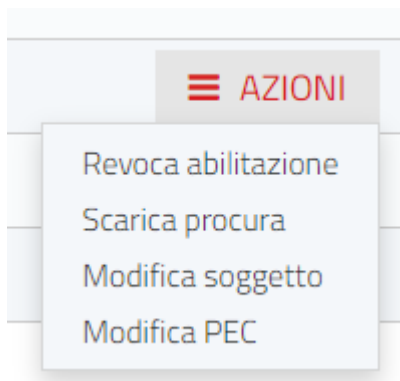 AZIONI
Revoca abilitazione
Scarica procura
Modifica soggetto
Modifica PEC